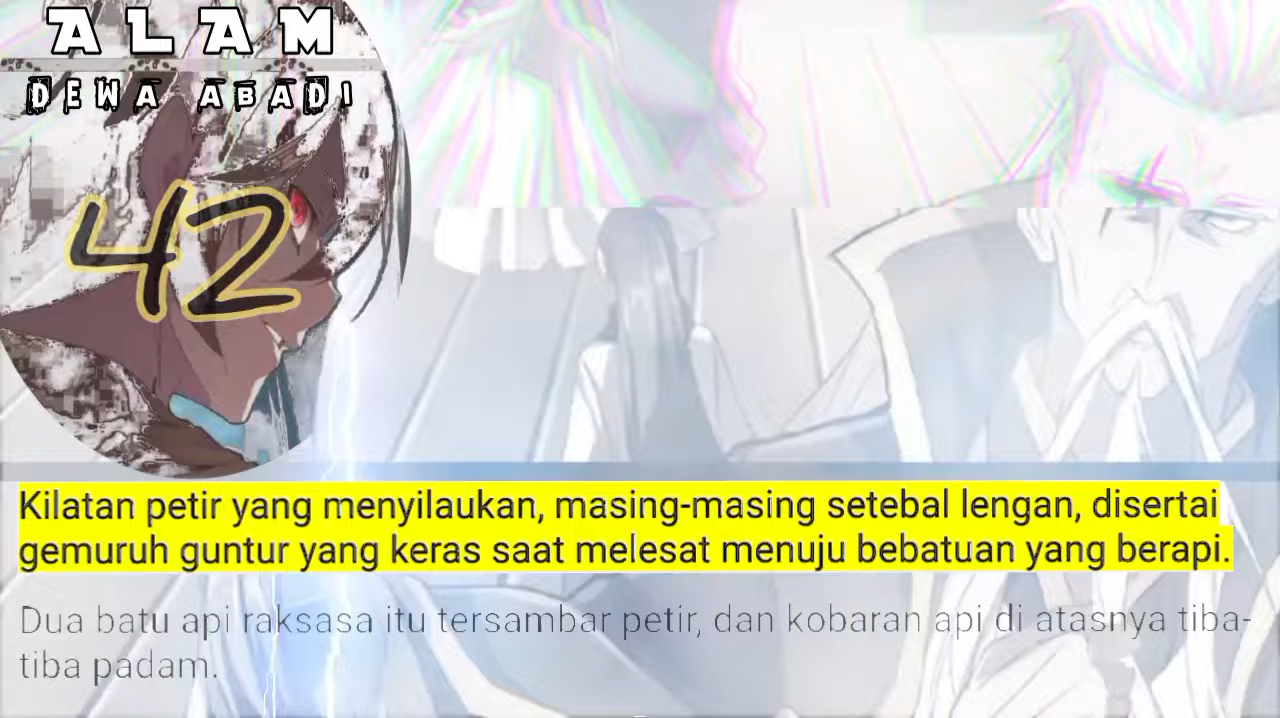 ALAM
DEWA ABADI
42
Kilatan petir yang menyilaukan, masing-masing setebal lengan, disertai
gemuruh guntur yang keras saat melesat menuju bebatuan yang berapi.
Dua batu api raksasa itu tersambar petir, dan kobaran api di atasnya tiba-
tiba padam.